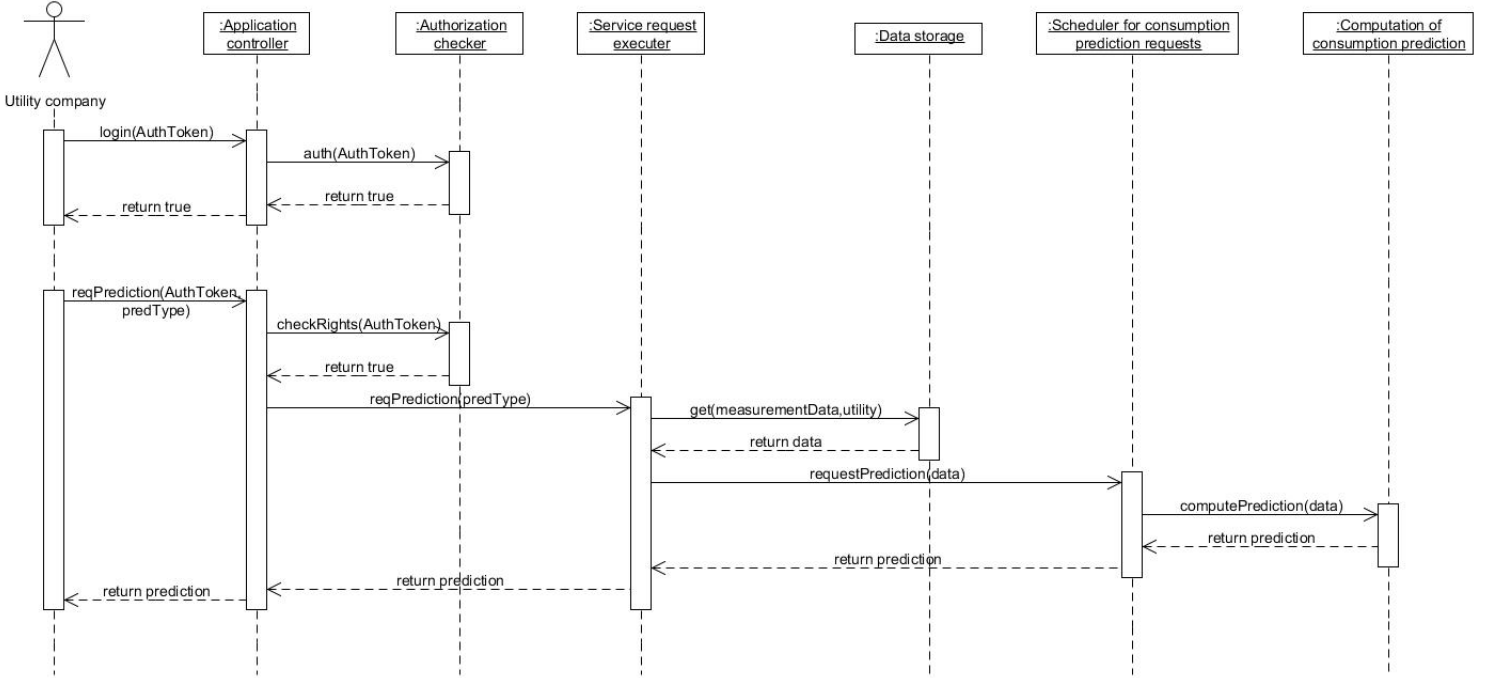 :Application
controller
:Authorization
checker
:Service request
executer
:Data storage
:Scheduler for consumption
prediction requests
:Computation of
consumption prediction
Utility company
login(AuthToken)
auth(AuthToken)
return true
return true
reqPrediction(AuthToken,
predType)
checkRights(AuthToken)
return true
reqPrediction(predType)
get(measurementData,utility)
return data
requestPrediction(data)
computePrediction(data)
return prediction
return prediction
return prediction
return prediction